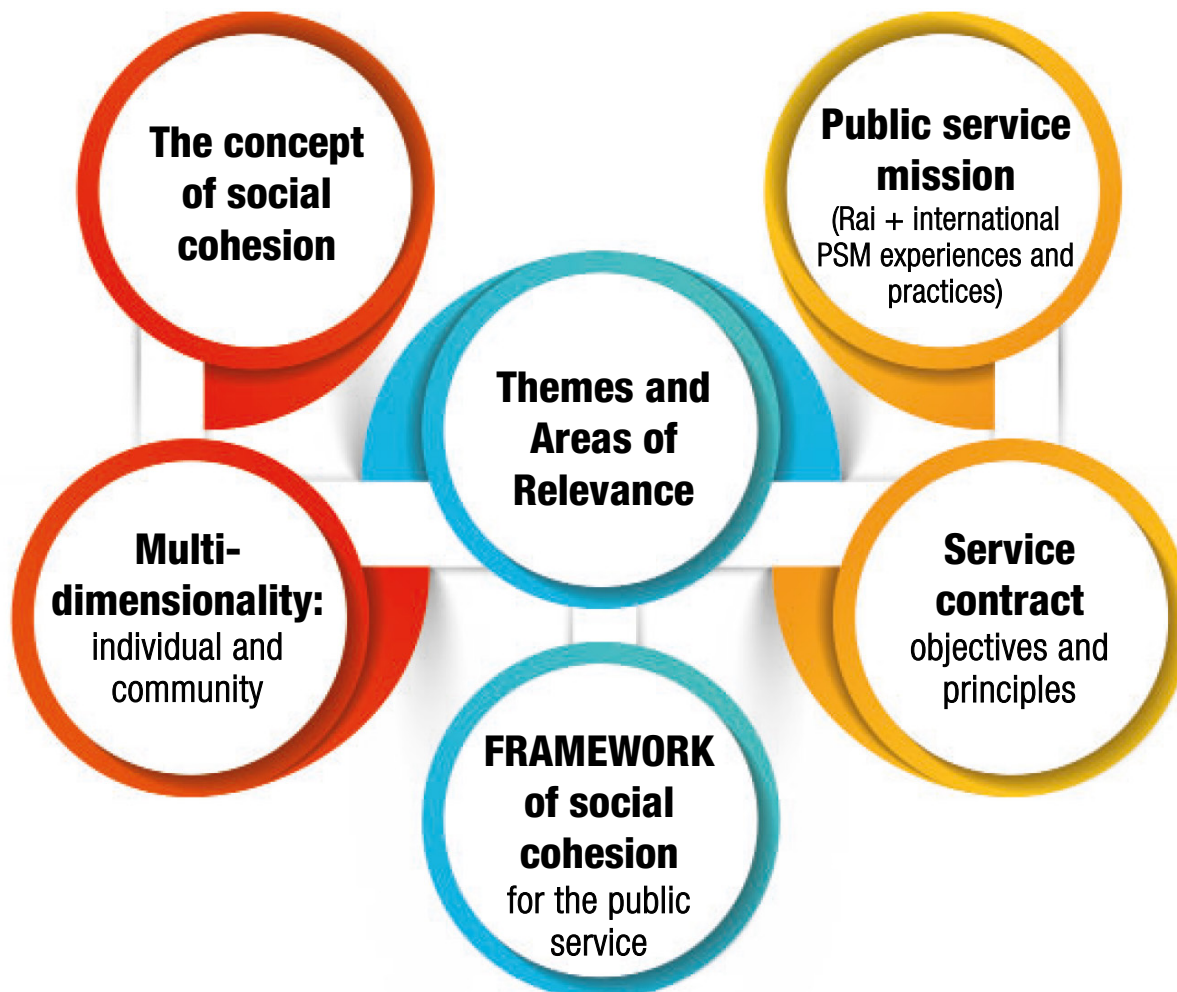 The concept
of social
cohesion
Public service
mission
(Rai + international
PSM experiences and
practices)
Themes and
Areas of
Relevance
Multi-
dimensionality:
individual and
community
Service
contract
objectives and
principles
FRAMEWORK
of social
cohesion
for the public
service